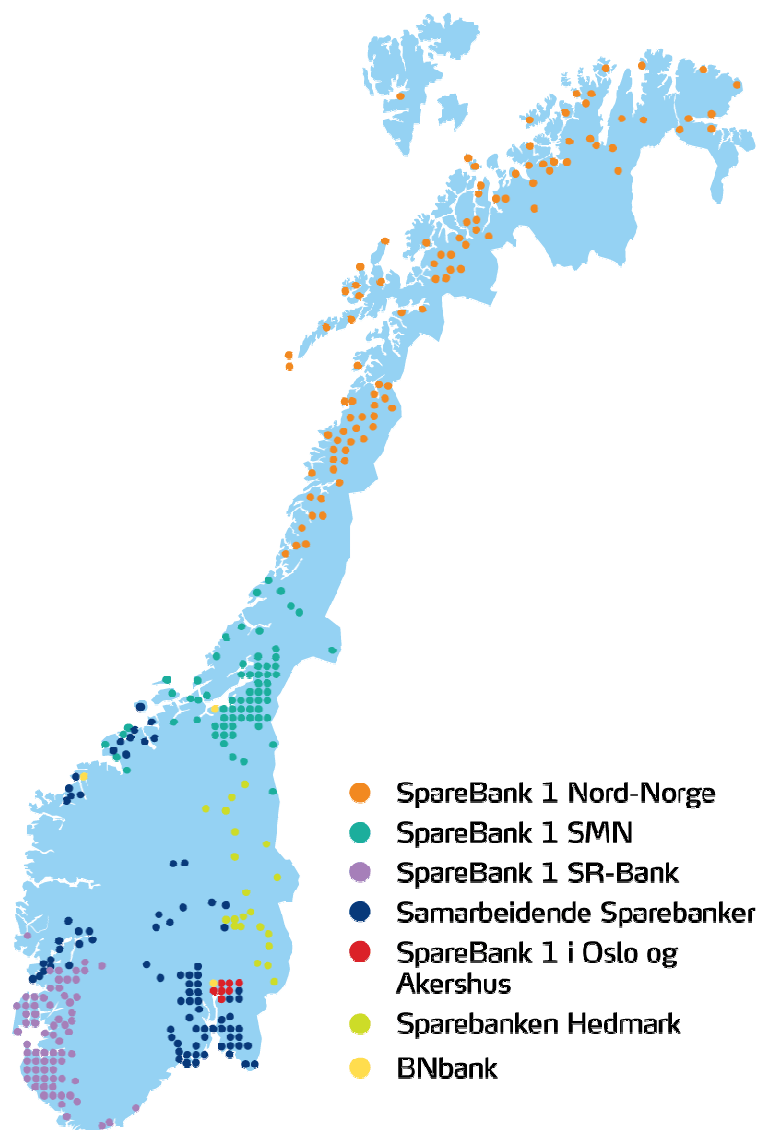 SpareBank 1 Nord-Norge
SpareBank 1 SMN
SpareBank 1 SR-Bank
Samarbeidende Sparebanker
SpareBank 1 i Oslo og
Akershus
Sparebanken Hedmark
BNbank